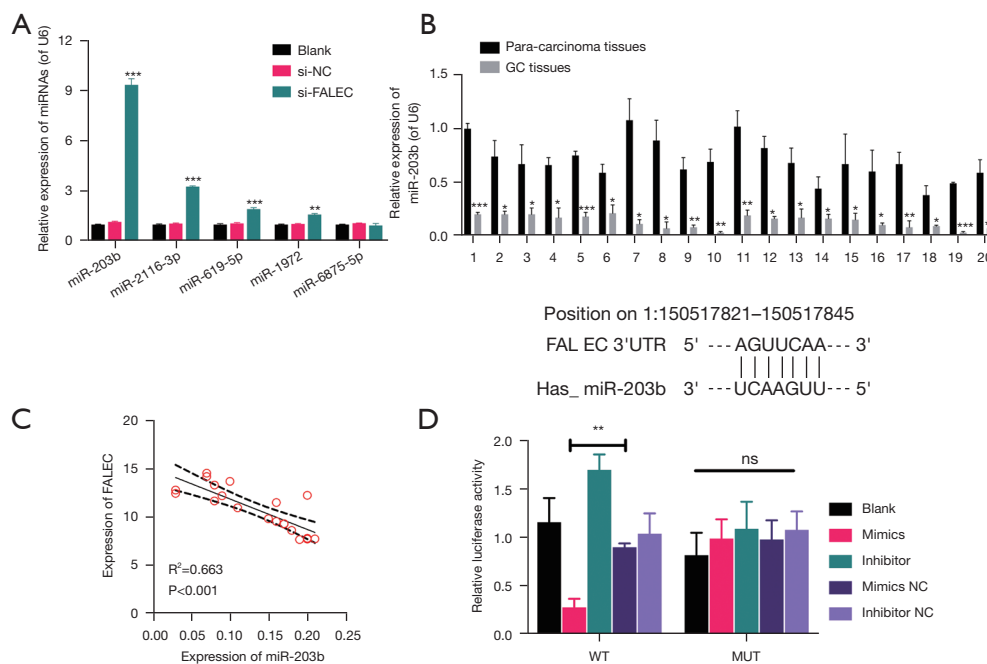 A
Relative expression of miRNAs (of U6)
12
9
6
3
0
Blank
si-NC
si-FALEC
***
***
***
**
miR-203b
miR-2116-3p
miR-619-5p
miR-1972
miR-6875-5p
B
Relative expression of miR-203b (of U6)
Para-carcinoma tissues
GC tissues
1.5
1.0
0.5
0.0
*** * * * *** * * * ** ** ** * * * * * ** * *** *
1 2 3 4 5 6 7 8 9 10 11 12 13 14 15 16 17 18 19 20
Position on 1:150517821–150517845
FAL EC 3'UTR 5' ---AGUUCAA--- 3'
Has_ miR-203b 3' ---UCAAGUU--- 5'
C
Expression of FALEC
20
15
10
5
0
R²=0.663
P<0.001
0.00 0.05 0.10 0.15 0.20 0.25
Expression of miR-203b
D
Relative luciferase activity
2.0
1.5
1.0
0.5
0.0
**
ns
WT MUT
Blank
Mimics
Inhibitor
Mimics NC
Inhibitor NC